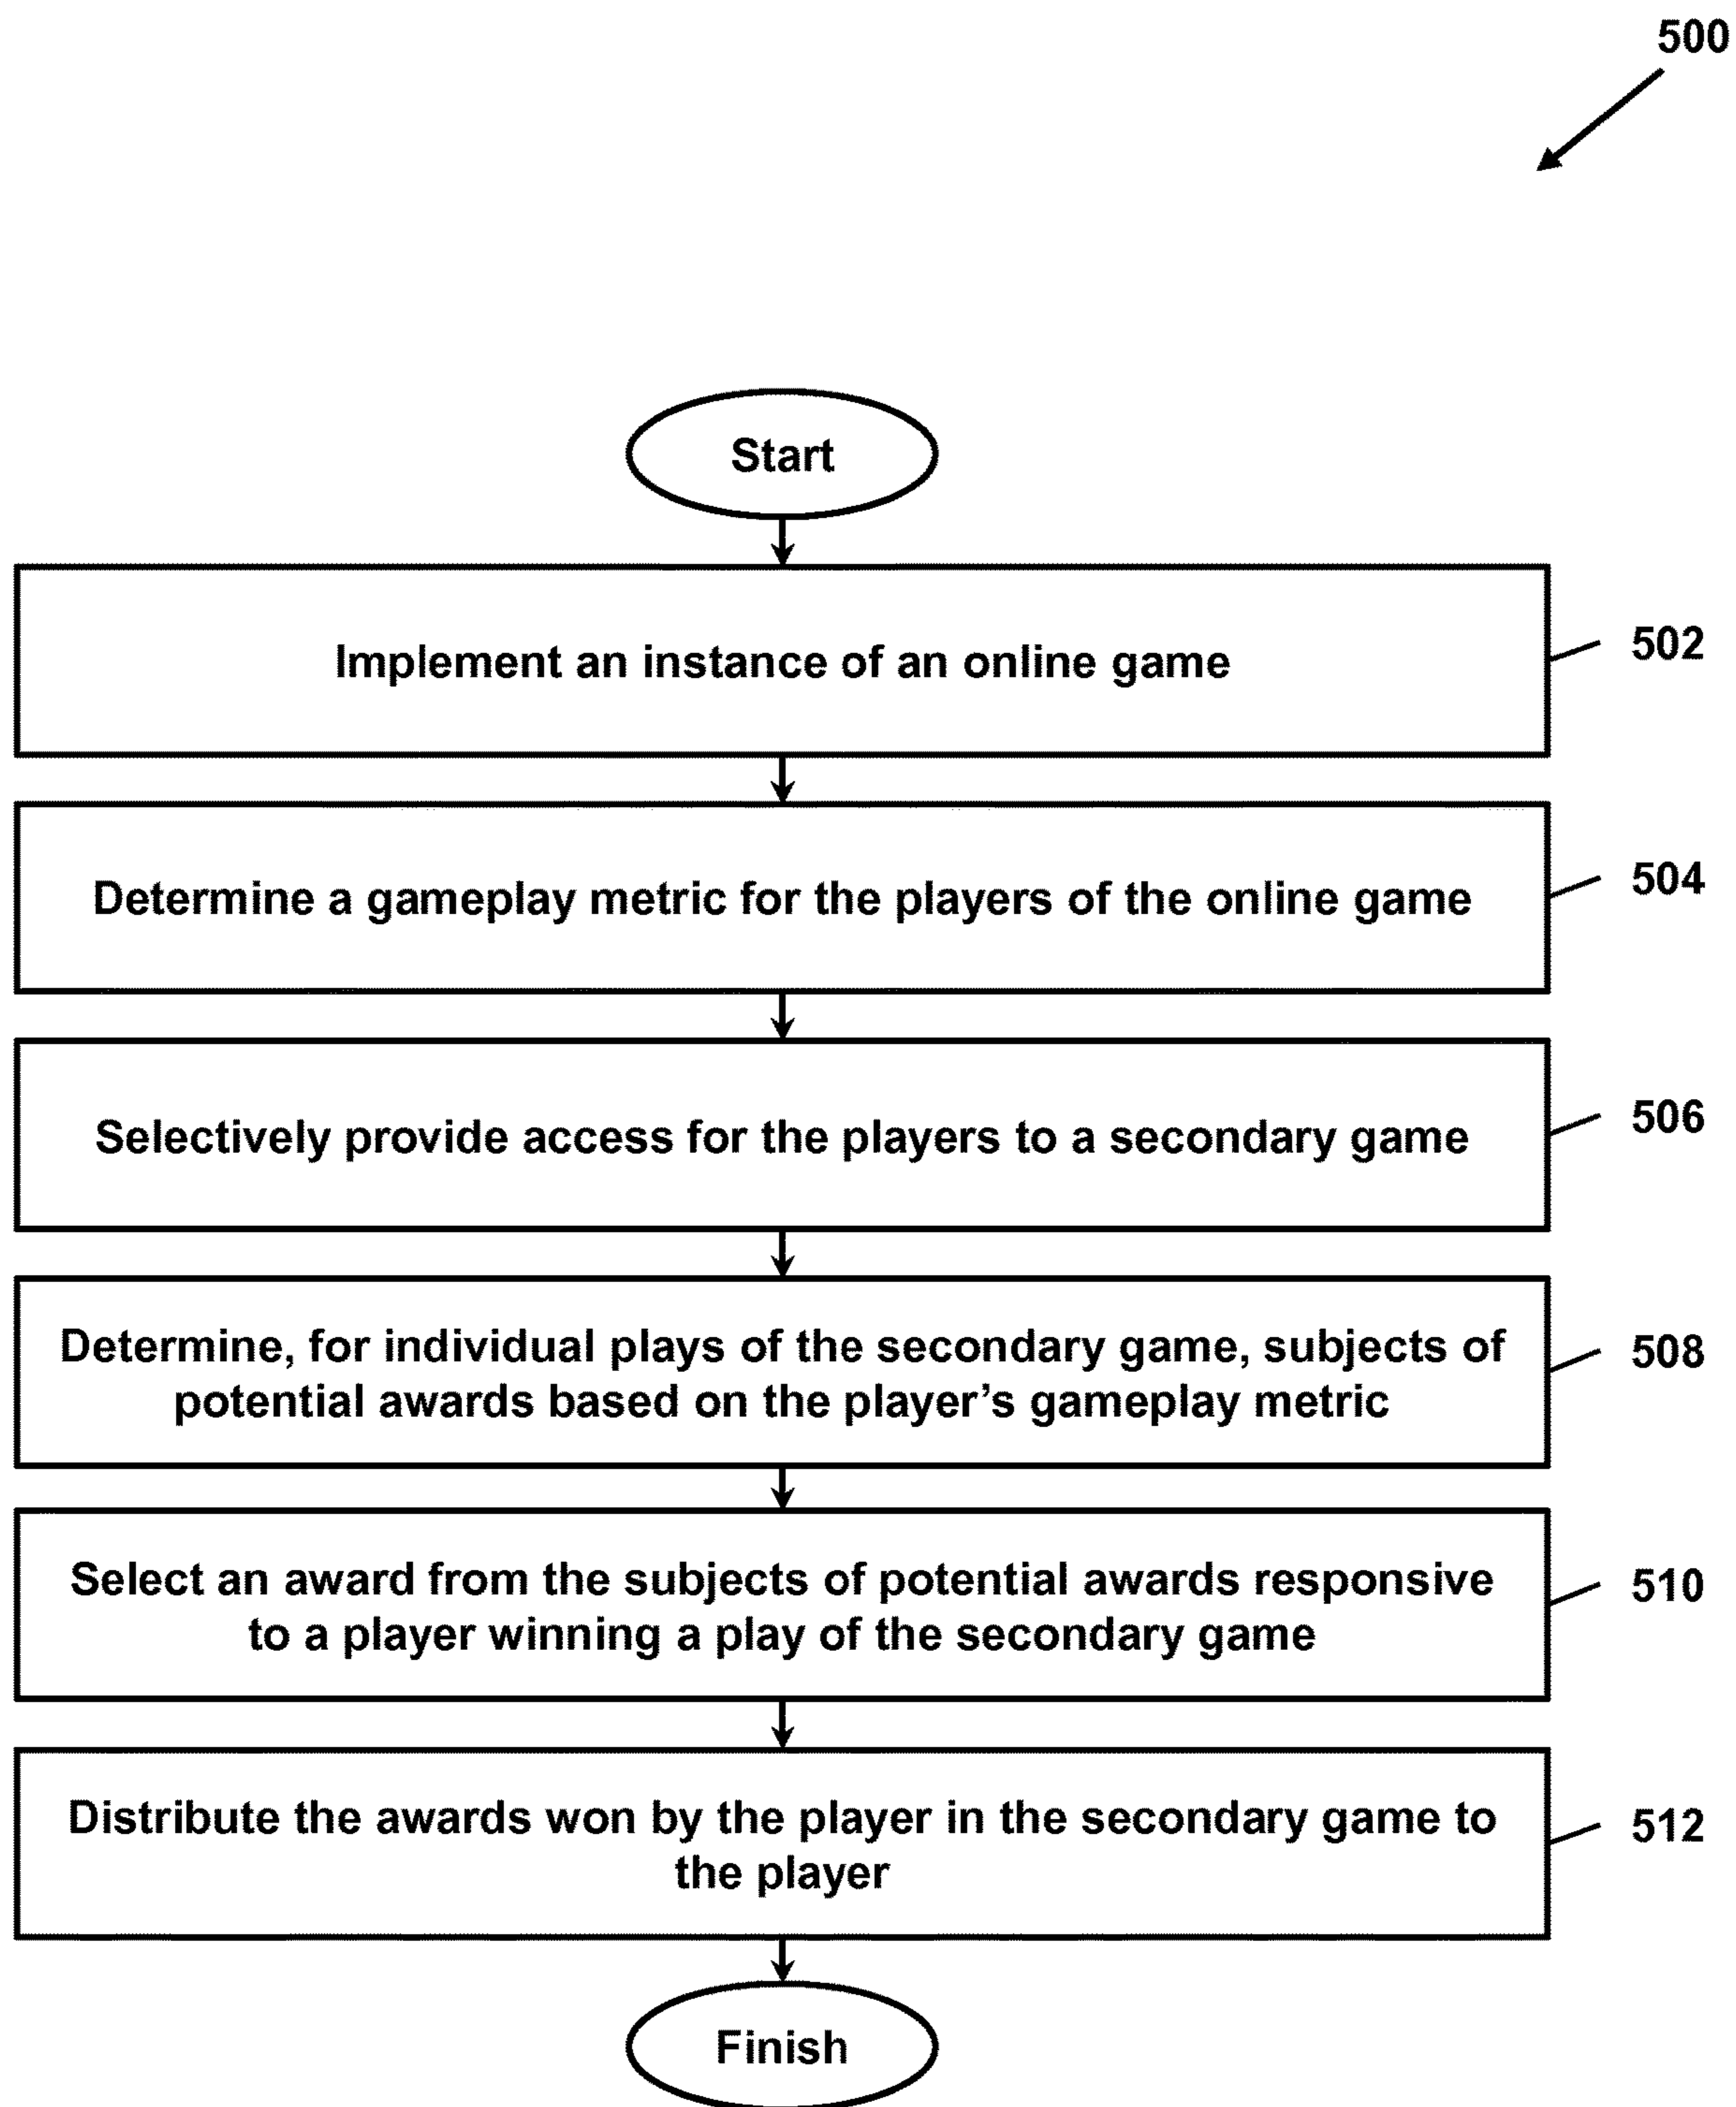 500
Start
Implement an instance of an online game
502
Determine a gameplay metric for the players of the online game
504
Selectively provide access for the players to a secondary game
506
Determine, for individual plays of the secondary game, subjects of
potential awards based on the player's gameplay metric
508
Select an award from the subjects of potential awards responsive
to a player winning a play of the secondary game
510
Distribute the awards won by the player in the secondary game to
the player
512
Finish